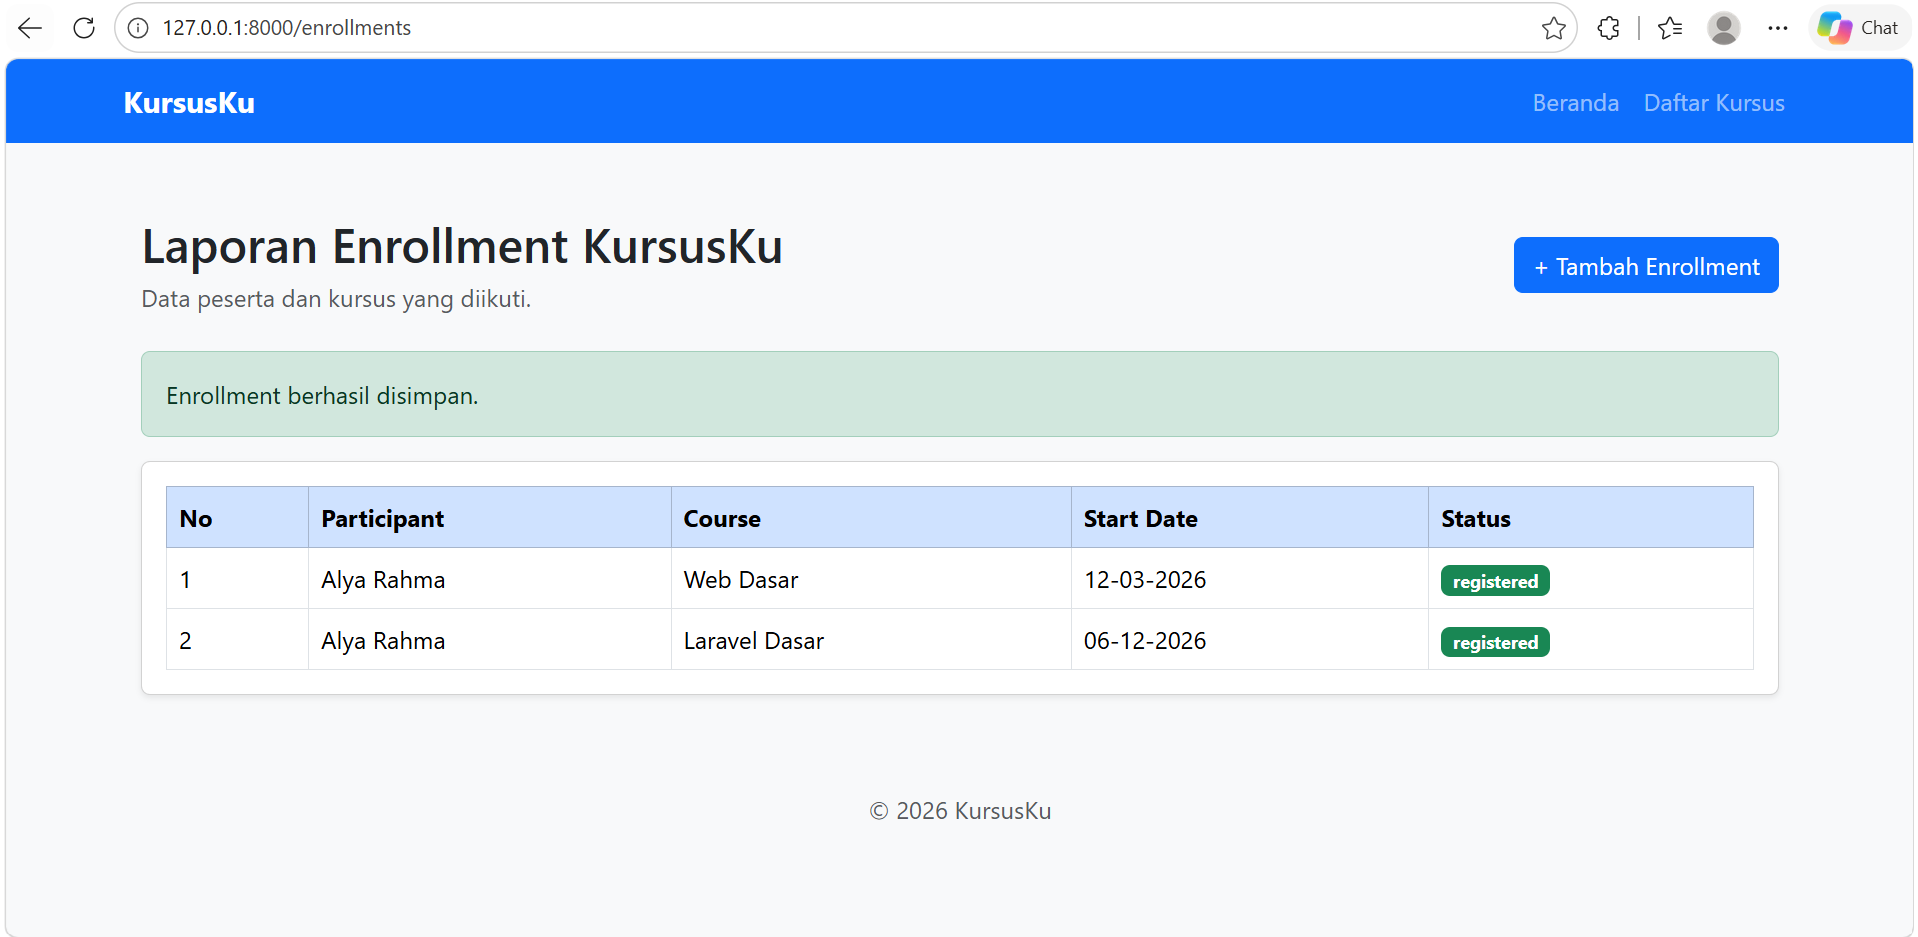 127.0.0.1:8000/enrollments
Chat
KursusKu
Beranda Daftar Kursus
Laporan Enrollment KursusKu
+ Tambah Enrollment
Data peserta dan kursus yang diikuti.
Enrollment berhasil disimpan.
No Participant Course Start Date Status
1 Alya Rahma Web Dasar 12-03-2026 registered
2 Alya Rahma Laravel Dasar 06-12-2026 registered
© 2026 KursusKu